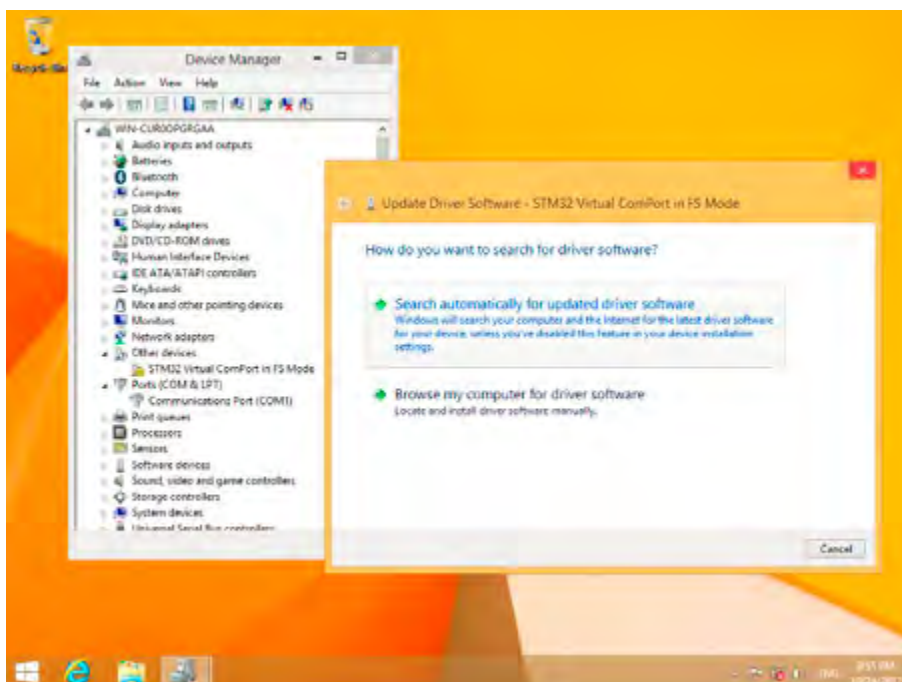 Device Manager
File Action View Help
WIN-CUR0OPGRGAA
Audio inputs and outputs
Batteries
Bluetooth
Computer
Disk drives
Display adapters
DVD/CD-ROM drives
Human Interface Devices
IDE ATA/ATAPI controllers
Keyboards
Mice and other pointing devices
Monitors
Network adapters
Other devices
STM32 Virtual ComPort in FS Mode
Ports (COM & LPT)
Communications Port (COM1)
Print queues
Processors
Sensors
Software devices
Sound, video and game controllers
Storage controllers
System devices
Universal Serial Bus controllers
Update Driver Software - STM32 Virtual ComPort in FS Mode
How do you want to search for driver software?
Search automatically for updated driver software
Windows will search your computer and the Internet for the latest driver software
for your device, unless you've disabled this feature in your device installation
settings.
Browse my computer for driver software
Locate and install driver software manually.
Cancel
ENG